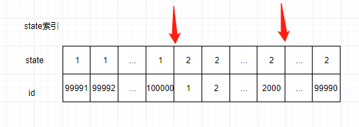 state索引
state 1 1 ... 1 2 2 ... 2 ... 2
id 99991 99992 ... 100000 1 2 ... 2000 ... 99990